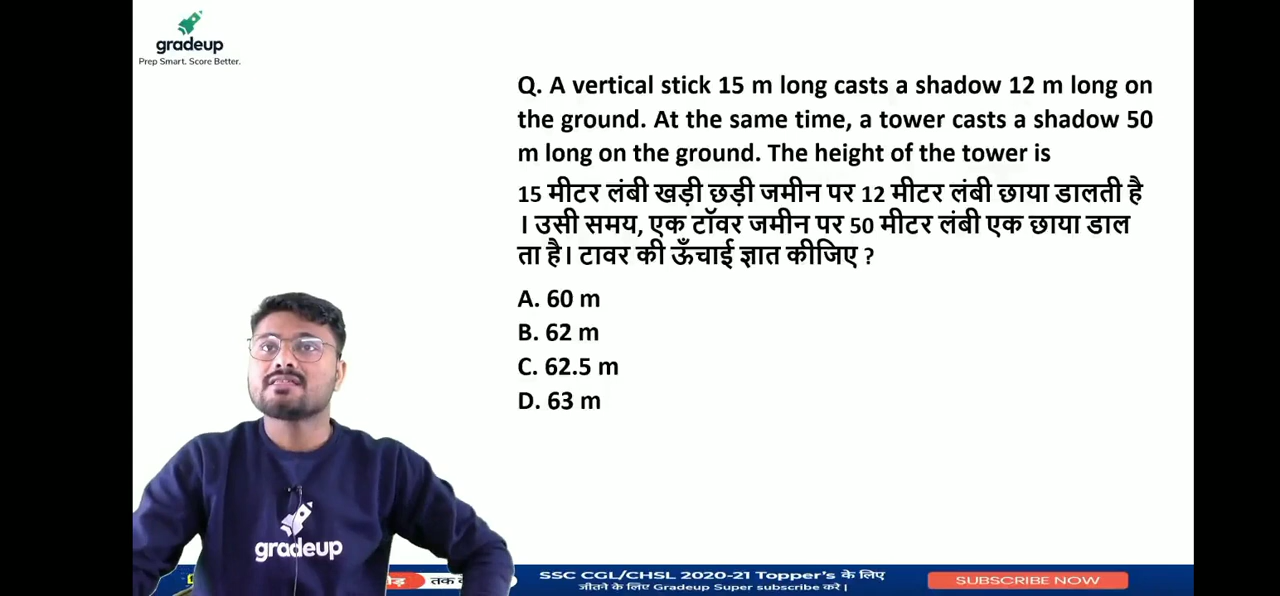 gradeup
Prep Smart. Score Better.
Q. A vertical stick 15 m long casts a shadow 12 m long on
the ground. At the same time, a tower casts a shadow 50
m long on the ground. The height of the tower is
15 मीटर लंबी खड़ी छड़ी जमीन पर 12 मीटर लंबी छाया डालती है
। उसी समय, एक टॉवर जमीन पर 50 मीटर लंबी एक छाया डाल
ता है। टावर की ऊँचाई ज्ञात कीजिए ?
A. 60 m
B. 62 m
C. 62.5 m
D. 63 m
gradeup
तक
SSC CGL/CHSL 2020-21 Topper's के लिए
जीतने के लिए Gradeup Super subscribe करे |
SUBSCRIBE NOW